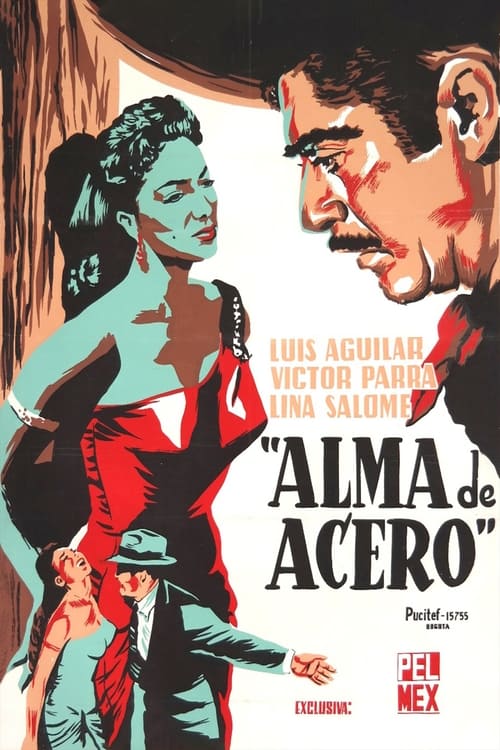 LUIS AGUILAR
VICTOR PARRA
LINA SALOME
"ALMA de
ACERO"
Pucitef-15755
BOGOTA
EXCLUSIVA:
PEL
MEX